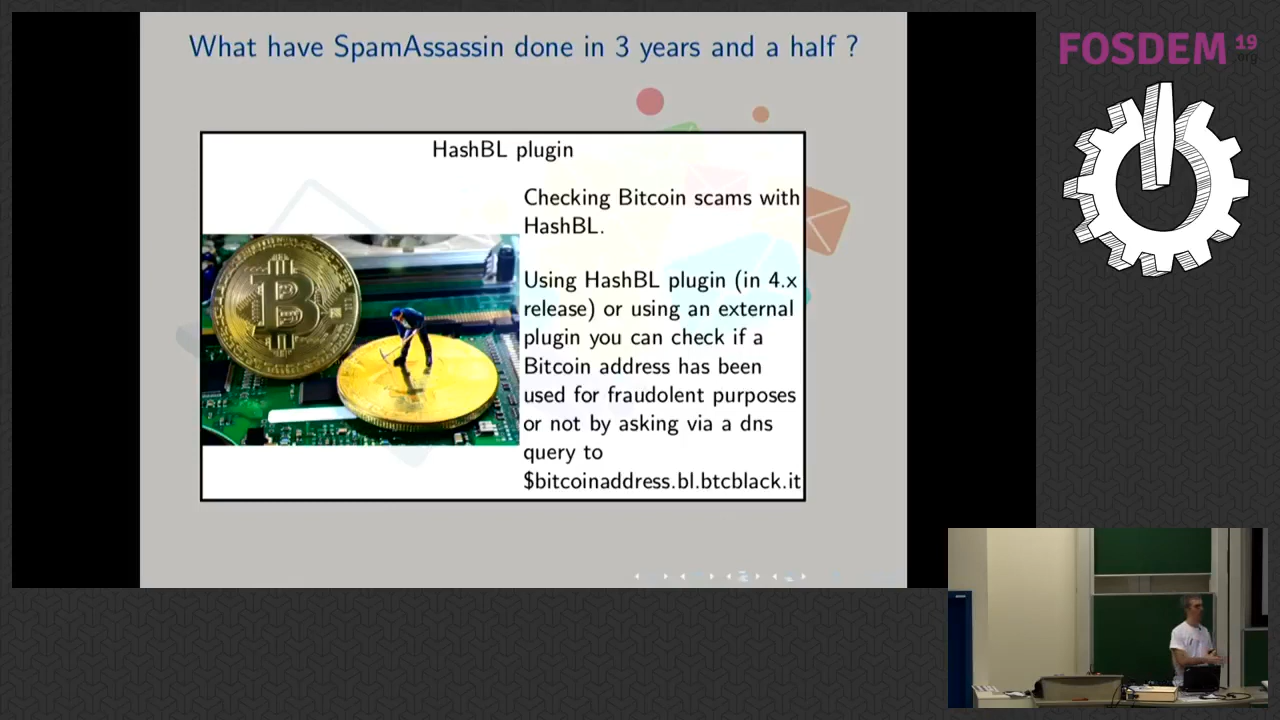 What have SpamAssassin done in 3 years and a half ?
FOSDEM 19
.org
HashBL plugin
Checking Bitcoin scams with
HashBL.
Using HashBL plugin (in 4.x
release) or using an external
plugin you can check if a
Bitcoin address has been
used for fraudolent purposes
or not by asking via a dns
query to
$bitcoinaddress.bl.btcblack.it